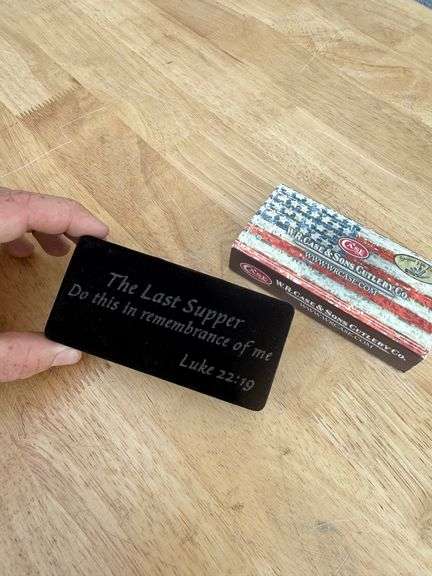 The Last Supper
Do this in remembrance of me
Luke 22:19
CASE
W.R. CASE & SONS CUTLERY CO.
WWW.WRCASE.COM
CASE
W.R. CASE & SONS CUTLERY CO.
WWW.WRCASE.COM